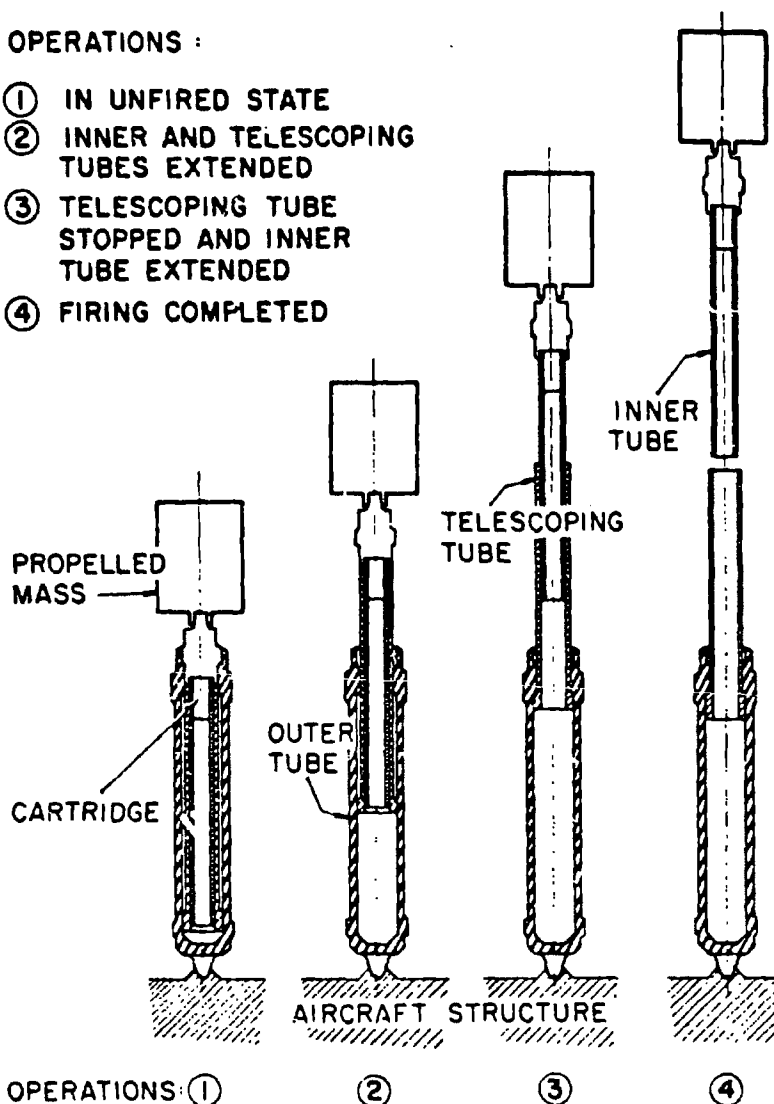 OPERATIONS :
① IN UNFIRED STATE
② INNER AND TELESCOPING
TUBES EXTENDED
③ TELESCOPING TUBE
STOPPED AND INNER
TUBE EXTENDED
④ FIRING COMPLETED
INNER
TUBE
TELESCOPING
TUBE
PROPELLED
MASS
OUTER
TUBE
CARTRIDGE
AIRCRAFT STRUCTURE
OPERATIONS: ① ② ③ ④